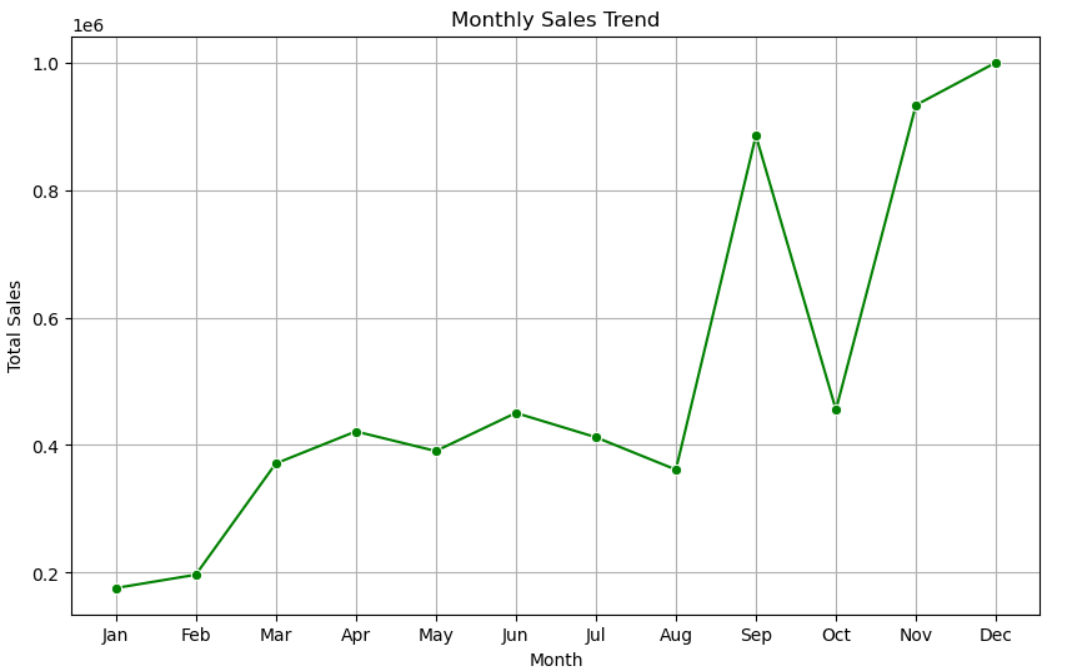 Monthly Sales Trend
1e6
1.0
0.8
0.6
0.4
0.2
Total Sales
Jan Feb Mar Apr May Jun Jul Aug Sep Oct Nov Dec
Month